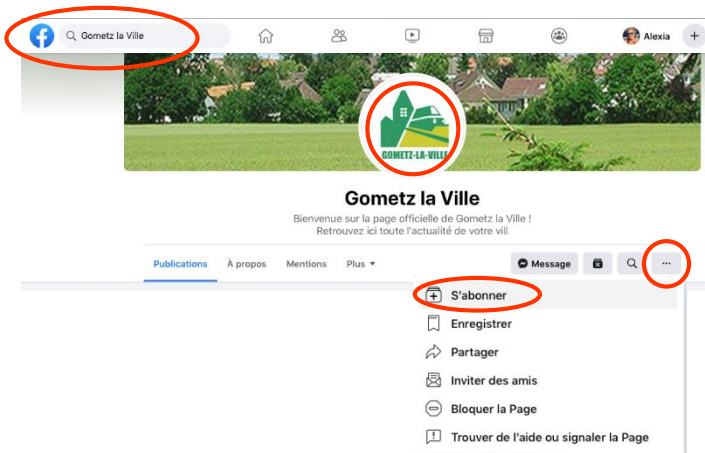 Gometz la Ville
Alexia
GOMETZ-LA-VILLE
Gometz la Ville
Bienvenue sur la page officielle de Gometz la Ville !
Retrouvez ici toute l'actualité de votre vill
Publications À propos Mentions Plus
Message
S'abonner
Enregistrer
Partager
Inviter des amis
Bloquer la Page
Trouver de l'aide ou signaler la Page